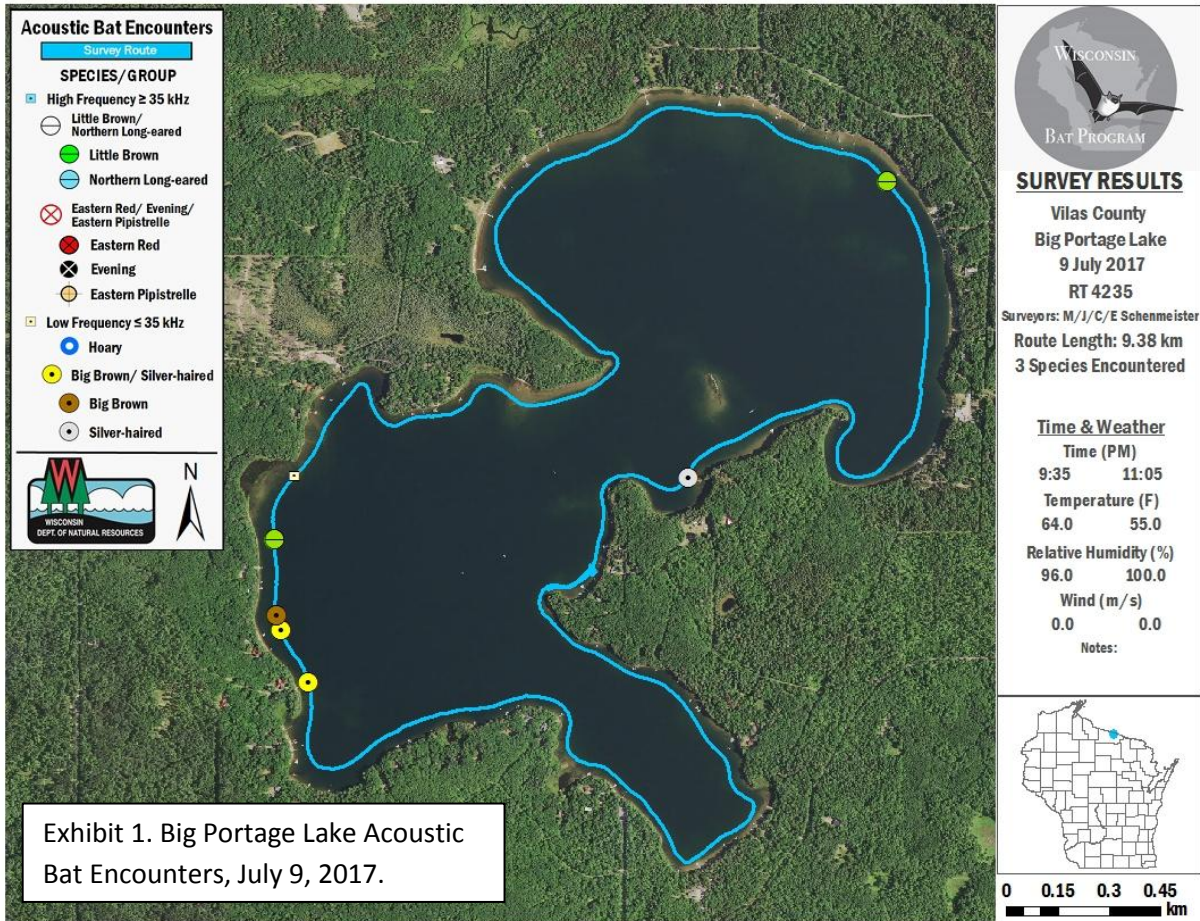 Acoustic Bat Encounters
Survey Route
SPECIES/GROUP
High Frequency ≥ 35 kHz
Little Brown/
Northern Long-eared
Little Brown
Northern Long-eared
Eastern Red/ Evening/
Eastern Pipistrelle
Eastern Red
Evening
Eastern Pipistrelle
Low Frequency ≤ 35 kHz
Hoary
Big Brown/ Silver-haired
Big Brown
Silver-haired
W
WISCONSIN
DEPT. OF NATURAL RESOURCES
N
Exhibit 1. Big Portage Lake Acoustic
Bat Encounters, July 9, 2017.
WISCONSIN
BAT PROGRAM
SURVEY RESULTS
Vilas County
Big Portage Lake
9 July 2017
RT 4235
Surveyors: M/J/C/E Schenmeister
Route Length: 9.38 km
3 Species Encountered
Time & Weather
Time (PM)
9:35 11:05
Temperature (F)
64.0 55.0
Relative Humidity (%)
96.0 100.0
Wind (m/s)
0.0 0.0
Notes:
0 0.15 0.3 0.45
km